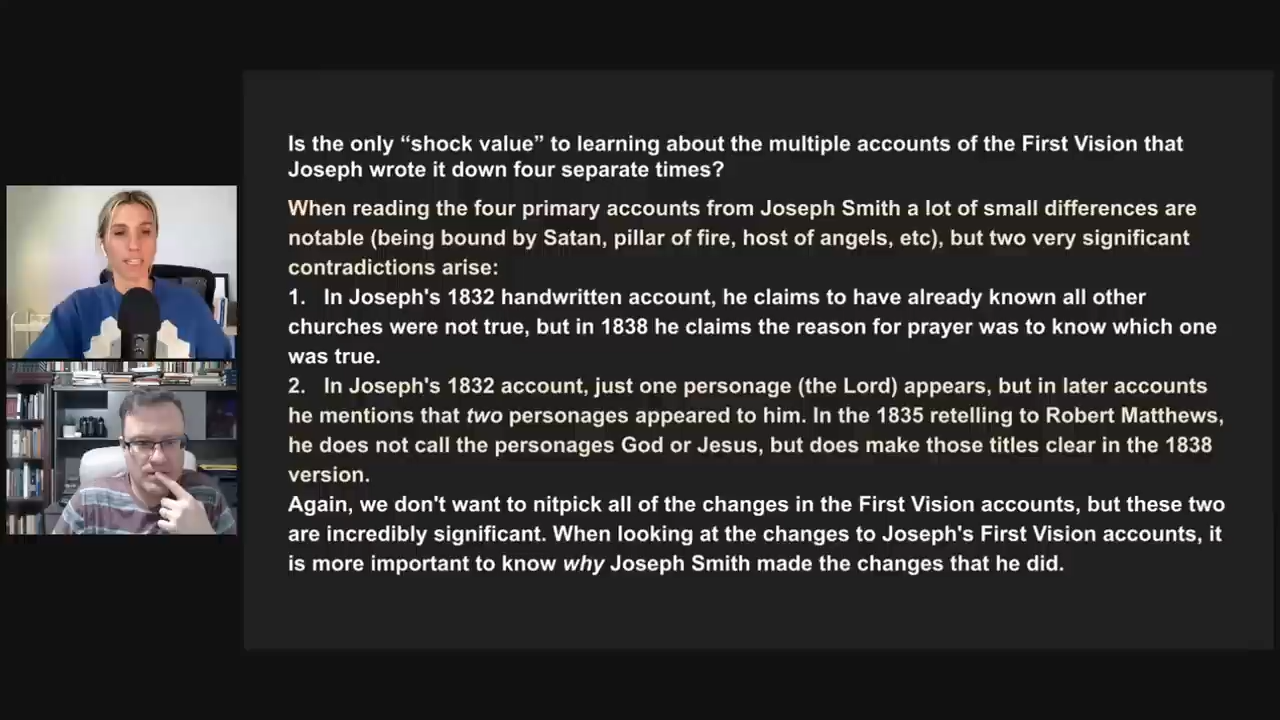 Is the only “shock value” to learning about the multiple accounts of the First Vision that
Joseph wrote it down four separate times?
When reading the four primary accounts from Joseph Smith a lot of small differences are
notable (being bound by Satan, pillar of fire, host of angels, etc), but two very significant
contradictions arise:
1. In Joseph's 1832 handwritten account, he claims to have already known all other
churches were not true, but in 1838 he claims the reason for prayer was to know which one
was true.
2. In Joseph's 1832 account, just one personage (the Lord) appears, but in later accounts
he mentions that two personages appeared to him. In the 1835 retelling to Robert Matthews,
he does not call the personages God or Jesus, but does make those titles clear in the 1838
version.
Again, we don't want to nitpick all of the changes in the First Vision accounts, but these two
are incredibly significant. When looking at the changes to Joseph's First Vision accounts, it
is more important to know why Joseph Smith made the changes that he did.